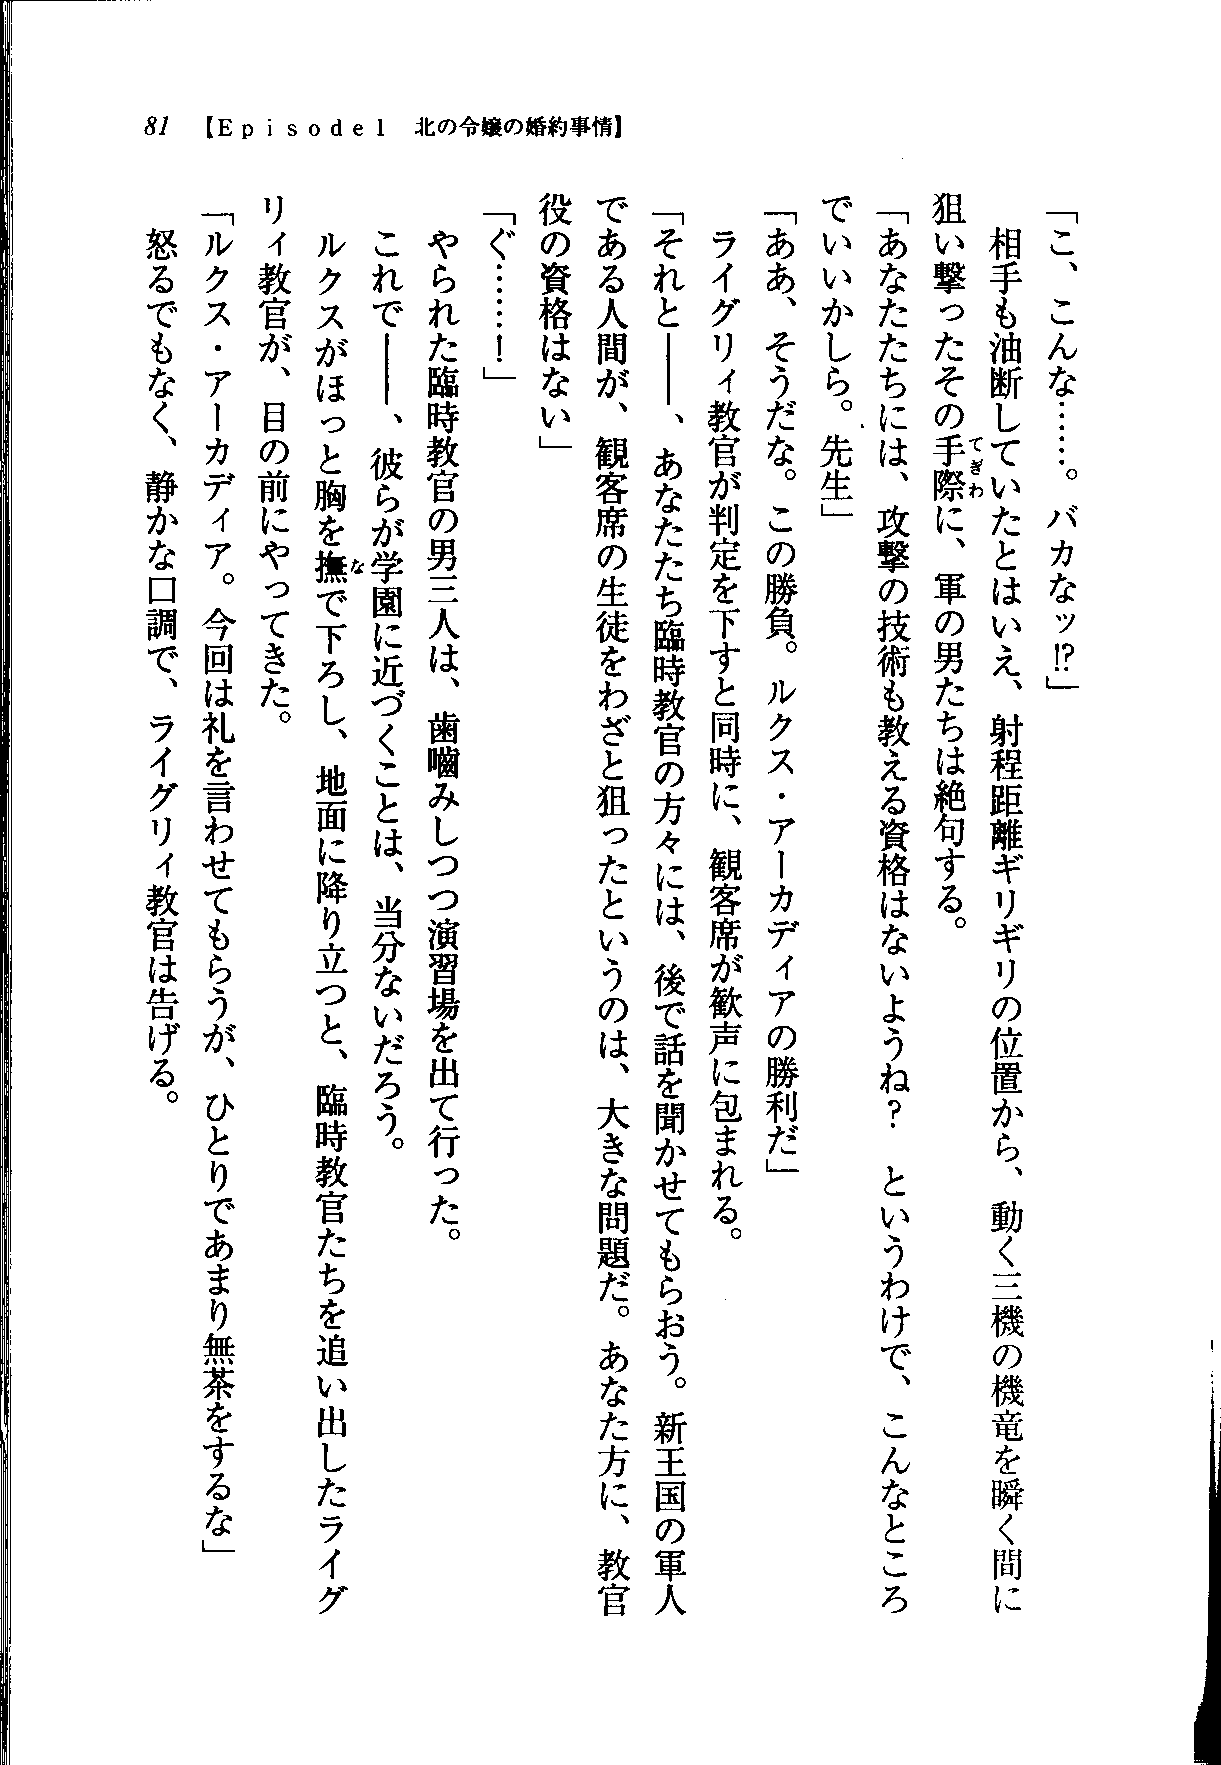 81 【Episode1　北の令嬢の婚約事情】
「こ、こんな……。バカなッ!?」
　相手も油断していたとはいえ、射程距離ギリギリの位置から、動く三機の機竜を瞬く間に
狙い撃ったその手際に、軍の男たちは絶句する。
「あなたたちには、攻撃の技術も教える資格はないようね？　というわけで、こんなところ
でいいかしら。先生」
「ああ、そうだな。この勝負。ルクス・アーカディアの勝利だ」
　ライグリィ教官が判定を下すと同時に、観客席が歓声に包まれる。
「それと――、あなたたち臨時教官の方々には、後で話を聞かせてもらおう。新王国の軍人
である人間が、観客席の生徒をわざと狙ったというのは、大きな問題だ。あなた方に、教官
役の資格はない」
「ぐ……！」
　やられた臨時教官の男三人は、歯噛みしつつ演習場を出て行った。
　これで――、彼らが学園に近づくことは、当分ないだろう。
　ルクスがほっと胸を撫で下ろし、地面に降り立つと、臨時教官たちを追い出したライグ
リィ教官が、目の前にやってきた。
「ルクス・アーカディア。今回は礼を言わせてもらうが、ひとりであまり無茶をするな」
　怒るでもなく、静かな口調で、ライグリィ教官は告げる。